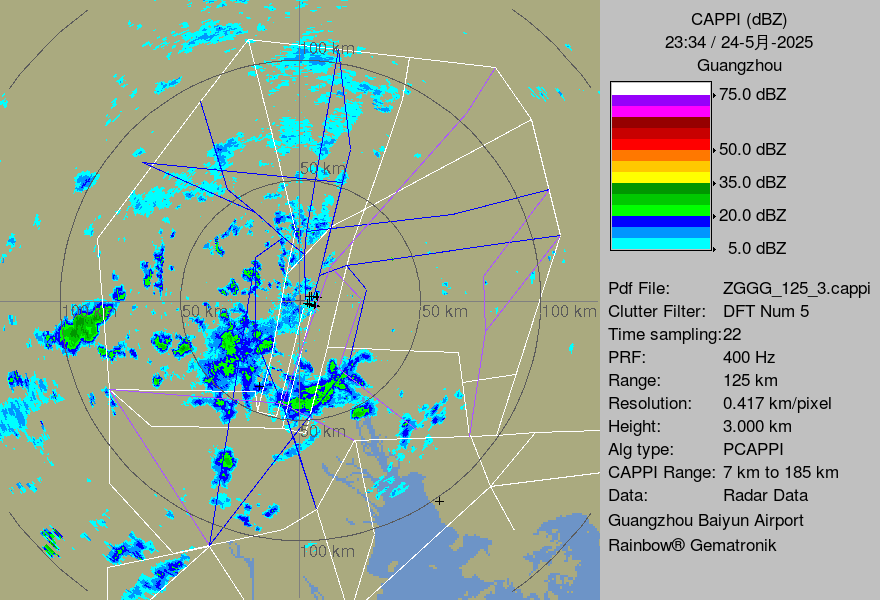 CAPPI (dBZ)
23:34 / 24-5月-2025
Guangzhou
75.0 dBZ
50.0 dBZ
35.0 dBZ
20.0 dBZ
5.0 dBZ
Pdf File: ZGGG_125_3.cappi
Clutter Filter: DFT Num 5
Time sampling:22
PRF: 400 Hz
Range: 125 km
Resolution: 0.417 km/pixel
Height: 3.000 km
Alg type: PCAPPI
CAPPI Range: 7 km to 185 km
Data: Radar Data
Guangzhou Baiyun Airport
Rainbow® Gematronik
100 km
50 km
100 km 50 km 50 km 100 km
50 km
100 km